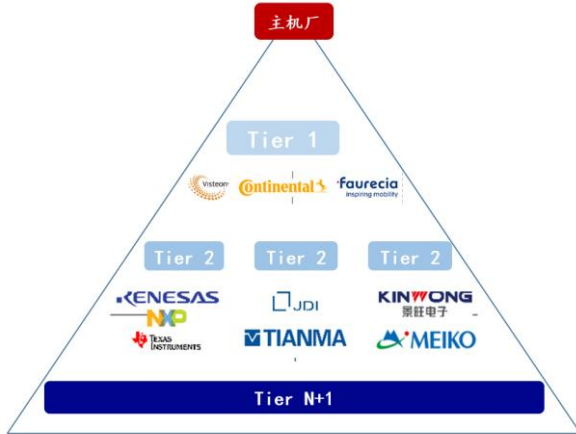 主机厂
Tier 1
Visteon
Continental
faurecia
inspiring mobility
Tier 2
Tier 2
Tier 2
RENESAS
NXP
TEXAS
INSTRUMENTS
JDI
TIANMA
KINWONG
景旺电子
MEIKO
Tier N+1